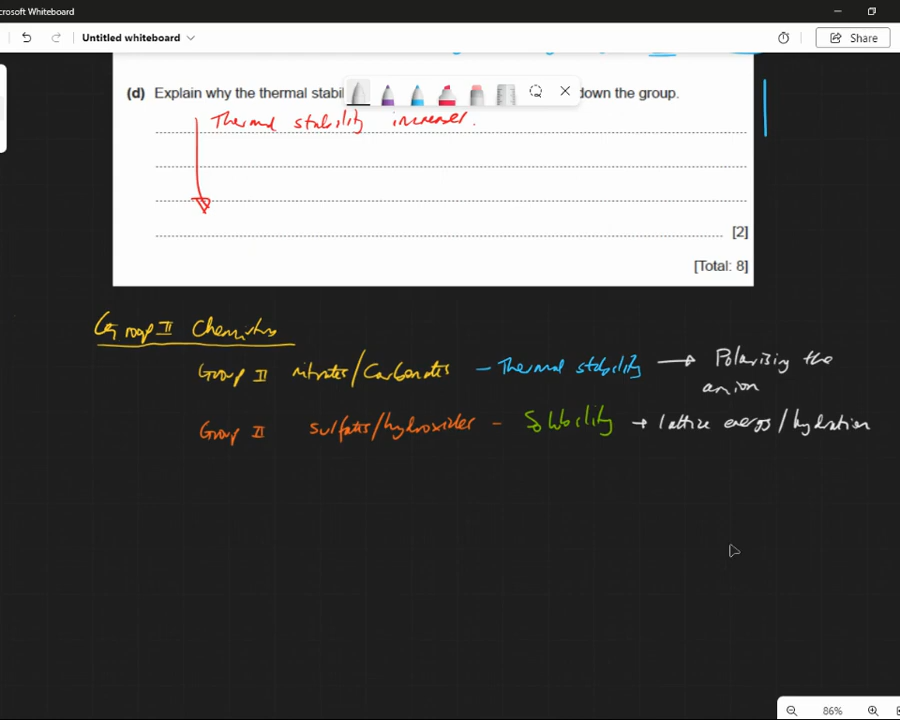 crosoft Whiteboard
Untitled whiteboard
Share
(d) Explain why the thermal stabil down the group.
Thermal stability increases.
[2]
[Total: 8]
Group II Chemistry
Group II nitrates/Carbonates - Thermal stability → Polarising the
anion
Group II sulfates/hydroxides - Solubility → lattice energy/hydration
86%